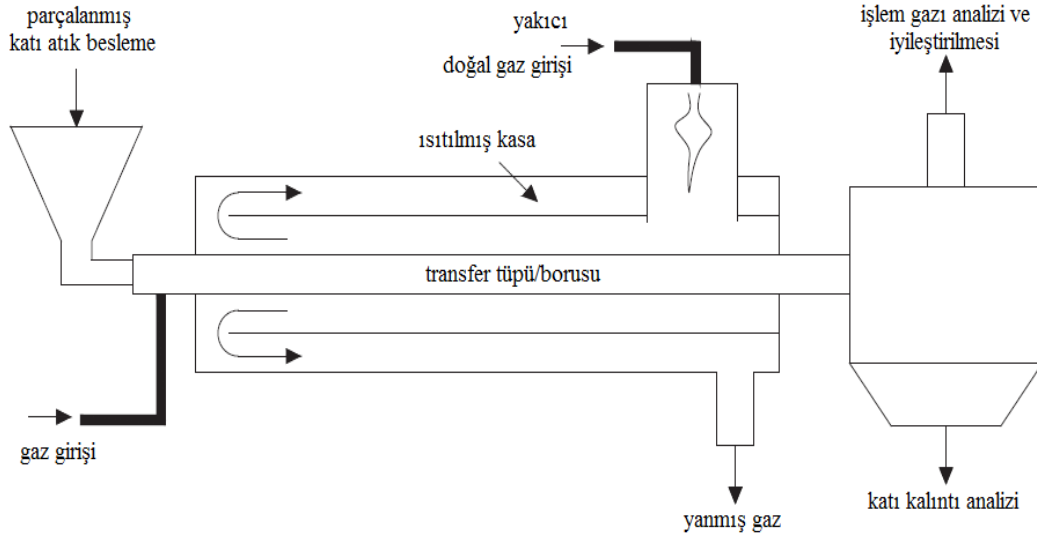 parçalanmış
katı atık besleme
yakıcı
doğal gaz girişi
işlem gazı analizi ve
iyileştirilmesi
ısıtılmış kasa
transfer tüpü/borusu
gaz girişi
yanmış gaz
katı kalıntı analizi